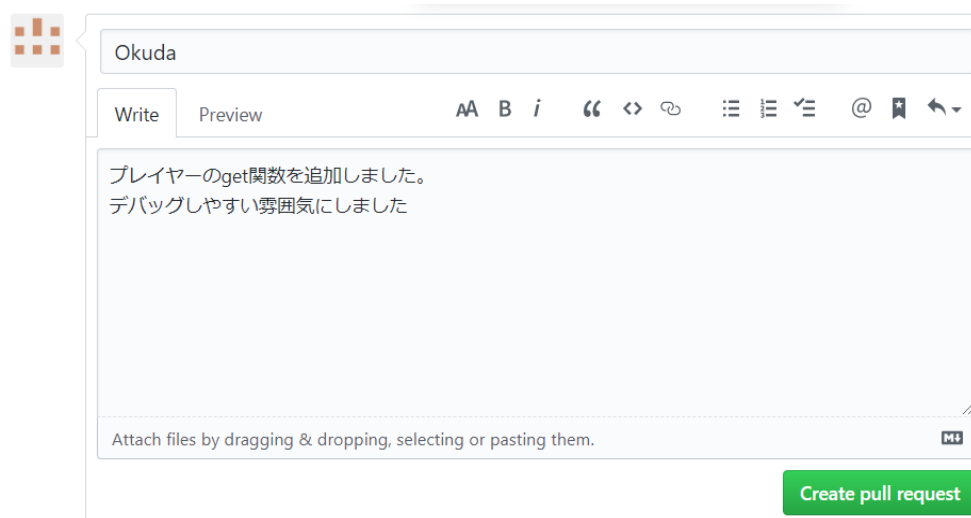 Okuda
Write Preview
プレイヤーのget関数を追加しました。
デバッグしやすい雰囲気にしました
Attach files by dragging & dropping, selecting or pasting them.
Create pull request